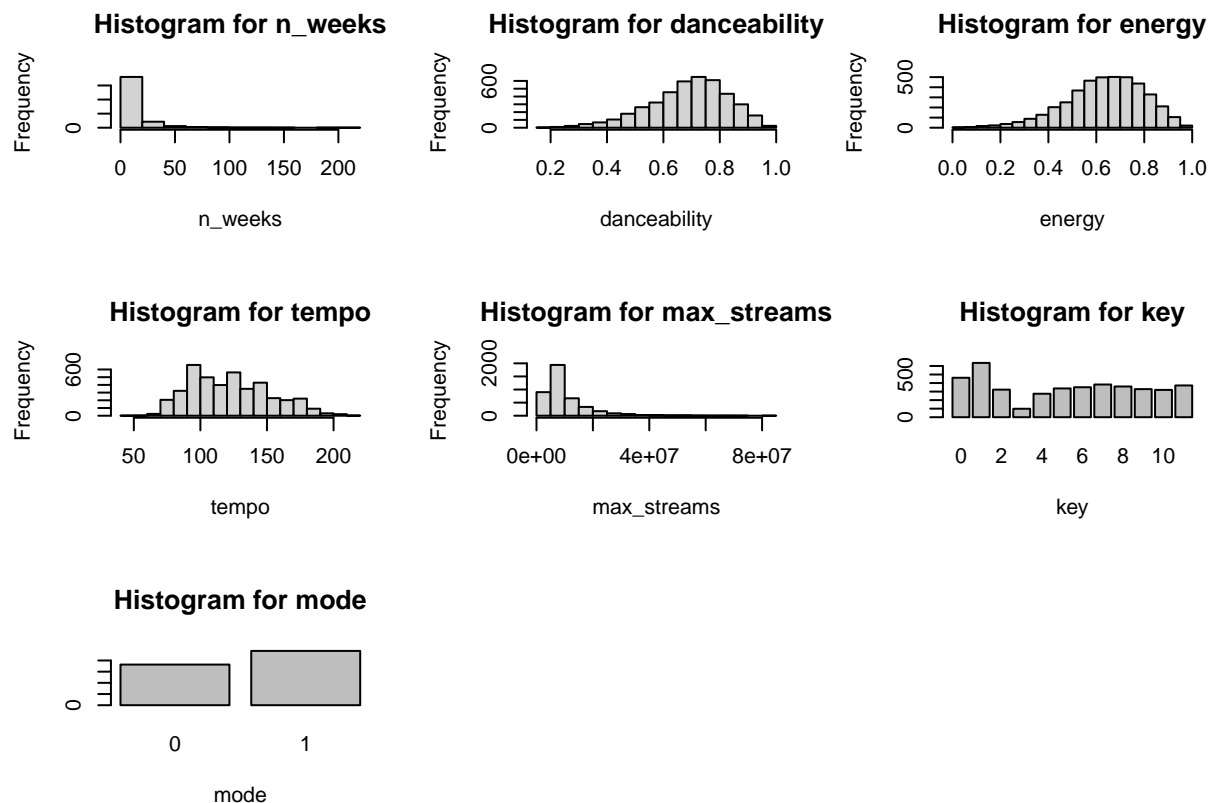 Histogram for n_weeks
Frequency
0
0 50 100 150 200
n_weeks
Histogram for danceability
Frequency
0 600
0.2 0.4 0.6 0.8 1.0
danceability
Histogram for energy
Frequency
0 500
0.0 0.2 0.4 0.6 0.8 1.0
energy
Histogram for tempo
Frequency
0 600
50 100 150 200
tempo
Histogram for max_streams
Frequency
0 2000
0e+00 4e+07 8e+07
max_streams
Histogram for key
0 500
0 2 4 6 8 10
key
Histogram for mode
0
0 1
mode